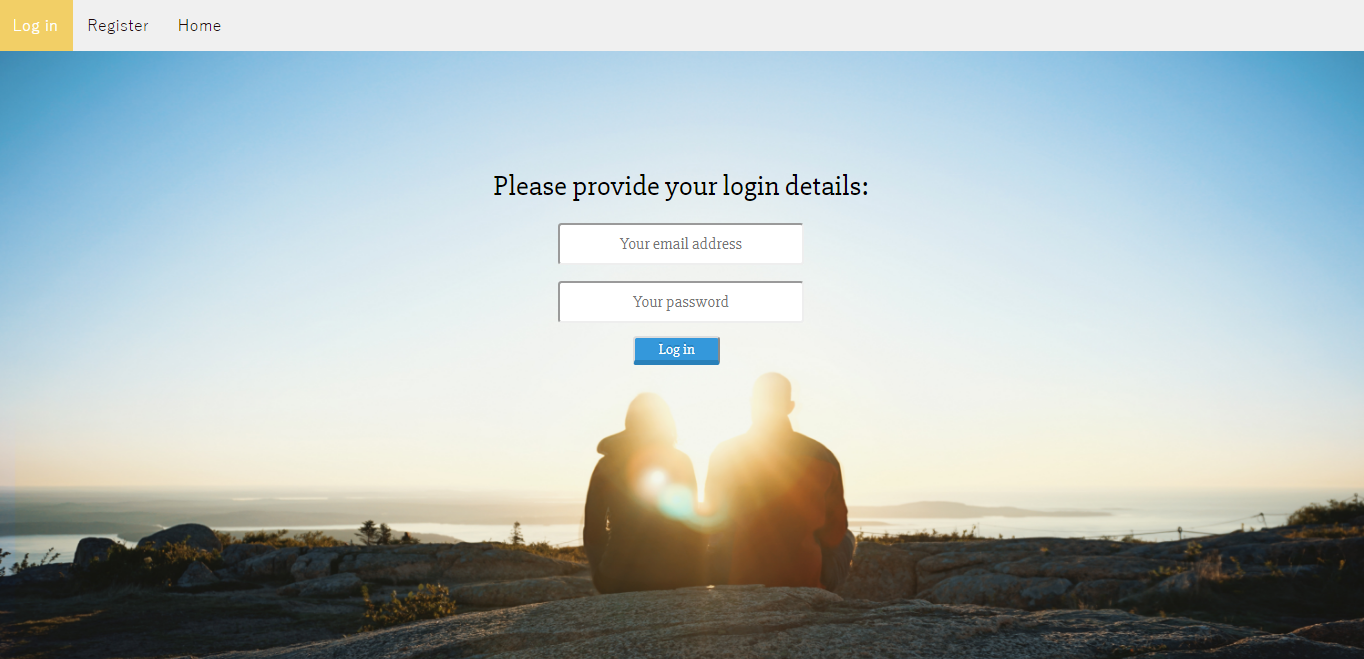 Log in Register Home
Please provide your login details:
Your email address
Your password
Log in